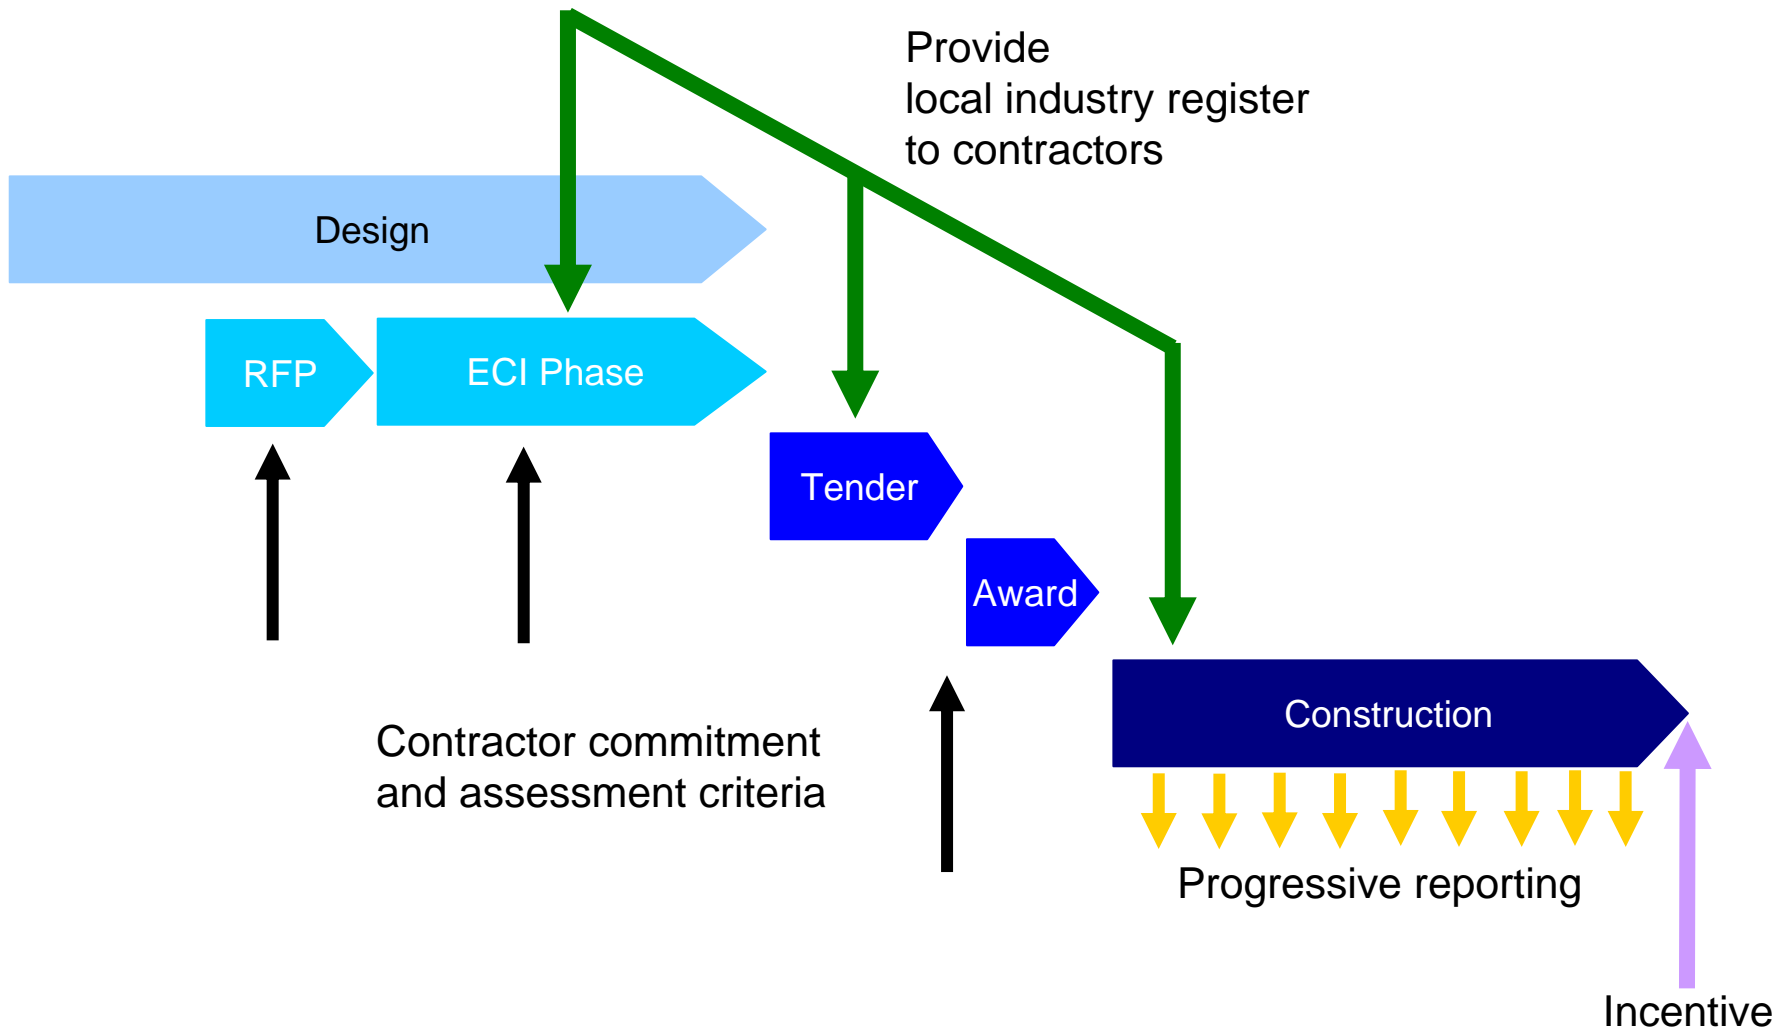 Provide
local industry register
to contractors
Design
RFP
ECI Phase
Tender
Award
Construction
Contractor commitment
and assessment criteria
Progressive reporting
Incentive